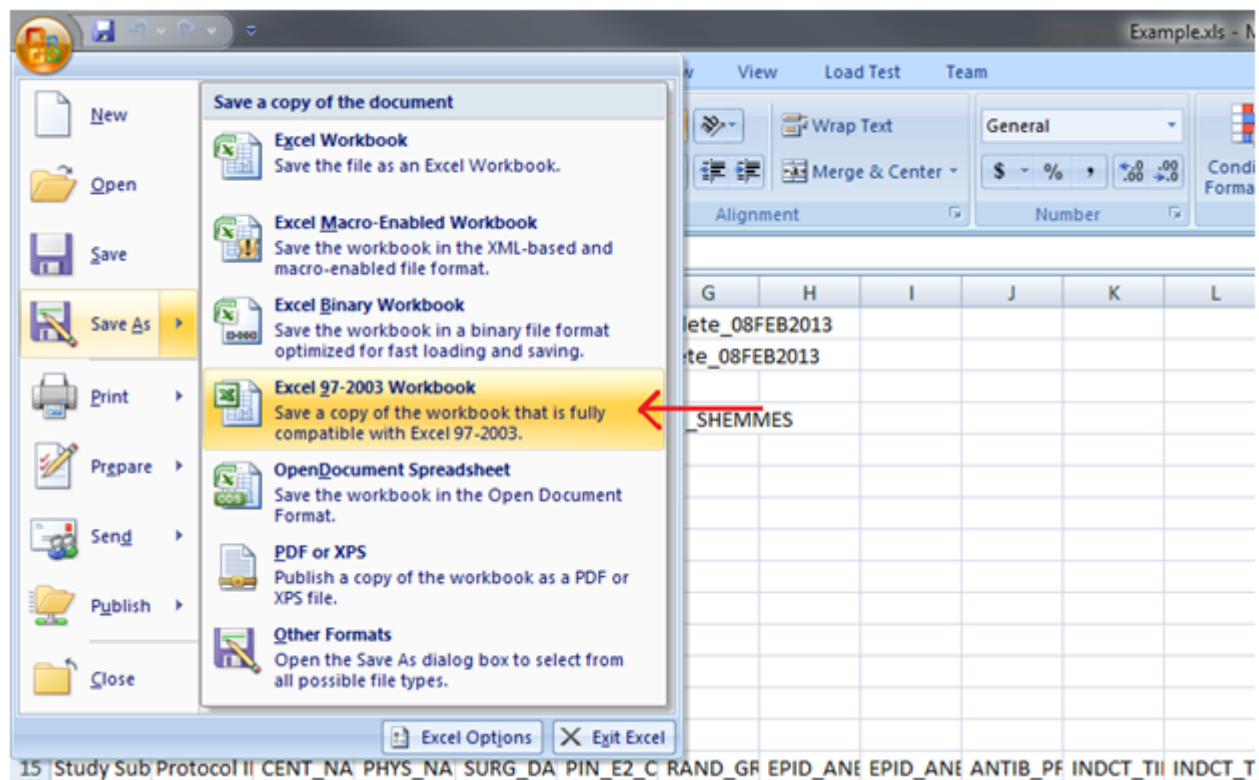 Example.xls - M
View Load Test Team
New
Open
Save
Save As
Print
Prepare
Send
Publish
Close
Save a copy of the document
Excel Workbook
Save the file as an Excel Workbook.
Excel Macro-Enabled Workbook
Save the workbook in the XML-based and
macro-enabled file format.
Excel Binary Workbook
Save the workbook in a binary file format
optimized for fast loading and saving.
Excel 97-2003 Workbook
Save a copy of the workbook that is fully
compatible with Excel 97-2003.
OpenDocument Spreadsheet
Save the workbook in the Open Document
Format.
PDF or XPS
Publish a copy of the workbook as a PDF or
XPS file.
Other Formats
Open the Save As dialog box to select from
all possible file types.
Excel Options Exit Excel
Wrap Text General
Merge & Center $ % , .00 .00 Condi
Forma
Alignment Number
G H I J K L
lete_08FEB2013
te_08FEB2013
_SHEMMES
15 Study Sub Protocol II CENT_NA PHYS_NA SURG_DA PIN_E2_C RAND_GR EPID_ANE EPID_ANE ANTIB_PF INDCT_TII INDCT_T